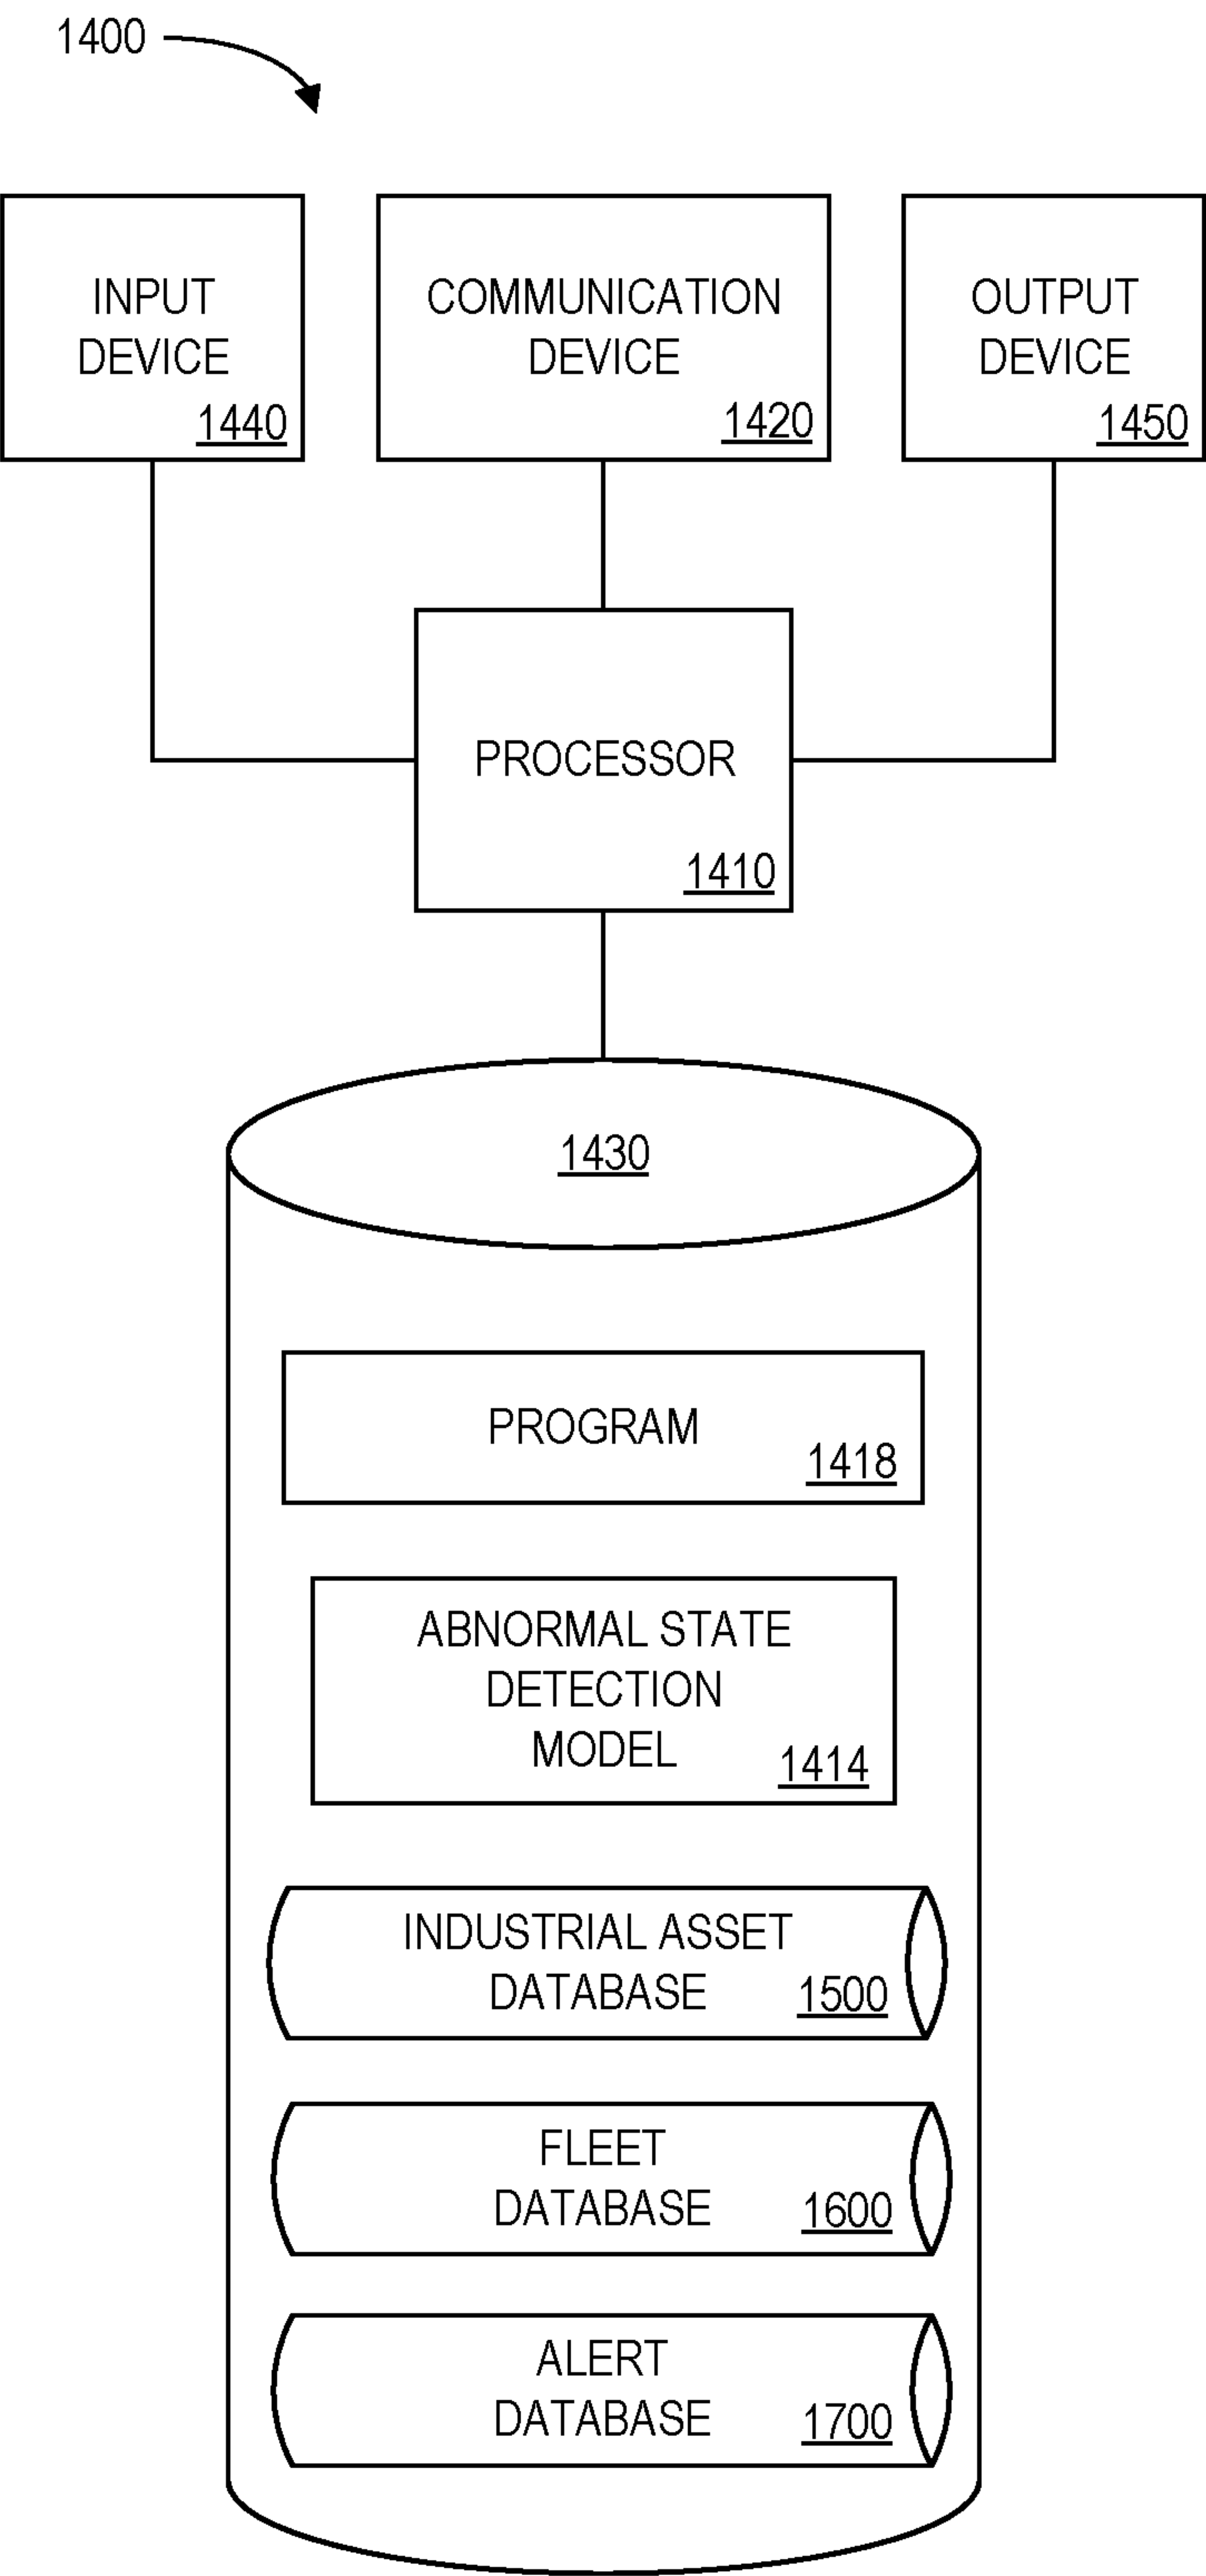 1400
INPUT
DEVICE
1440
COMMUNICATION
DEVICE
1420
OUTPUT
DEVICE
1450
PROCESSOR
1410
1430
PROGRAM
1418
ABNORMAL STATE
DETECTION
MODEL
1414
INDUSTRIAL ASSET
DATABASE
1500
FLEET
DATABASE
1600
ALERT
DATABASE
1700